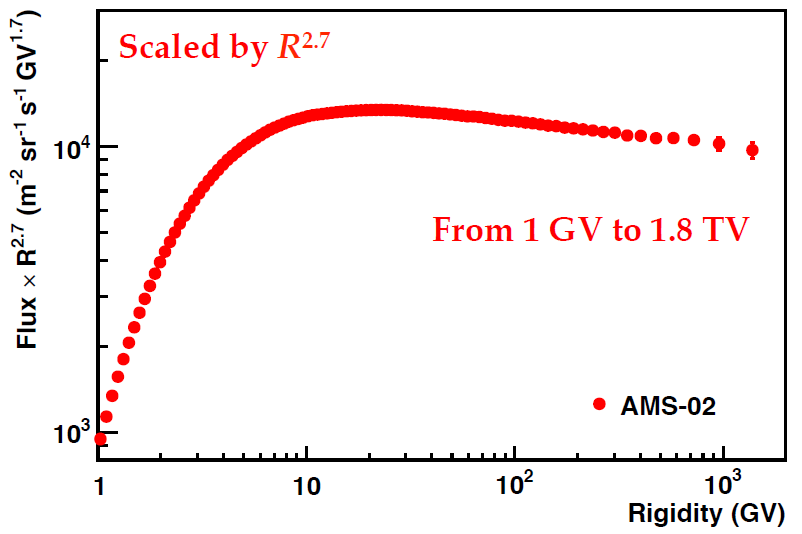 Scaled by R²·⁷
Flux × R²·⁷ (m⁻² sr⁻¹ s⁻¹ GV¹·⁷)
10⁴
10³
From 1 GV to 1.8 TV
AMS-02
1 10 10² 10³
Rigidity (GV)